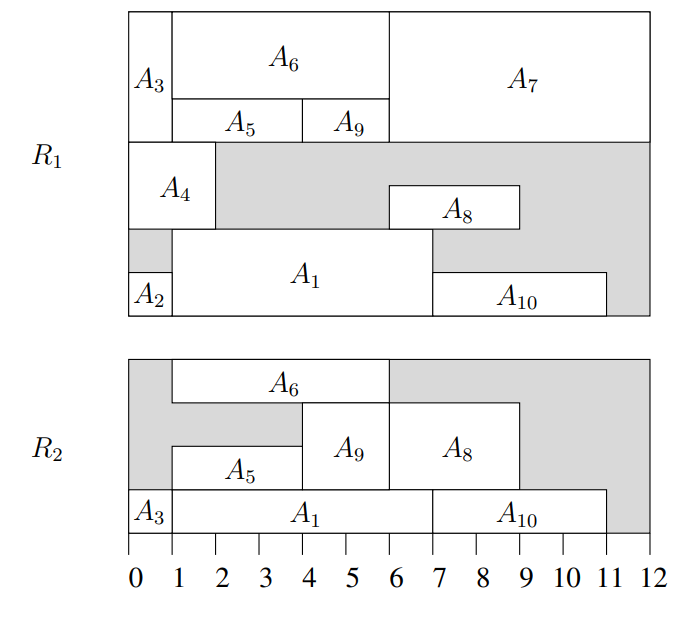 A₆
A₃ A₇
A₅ A₉
R₁
A₄
A₈
A₁
A₂ A₁₀
A₆
R₂ A₉ A₈
A₅
A₃ A₁ A₁₀
0 1 2 3 4 5 6 7 8 9 10 11 12